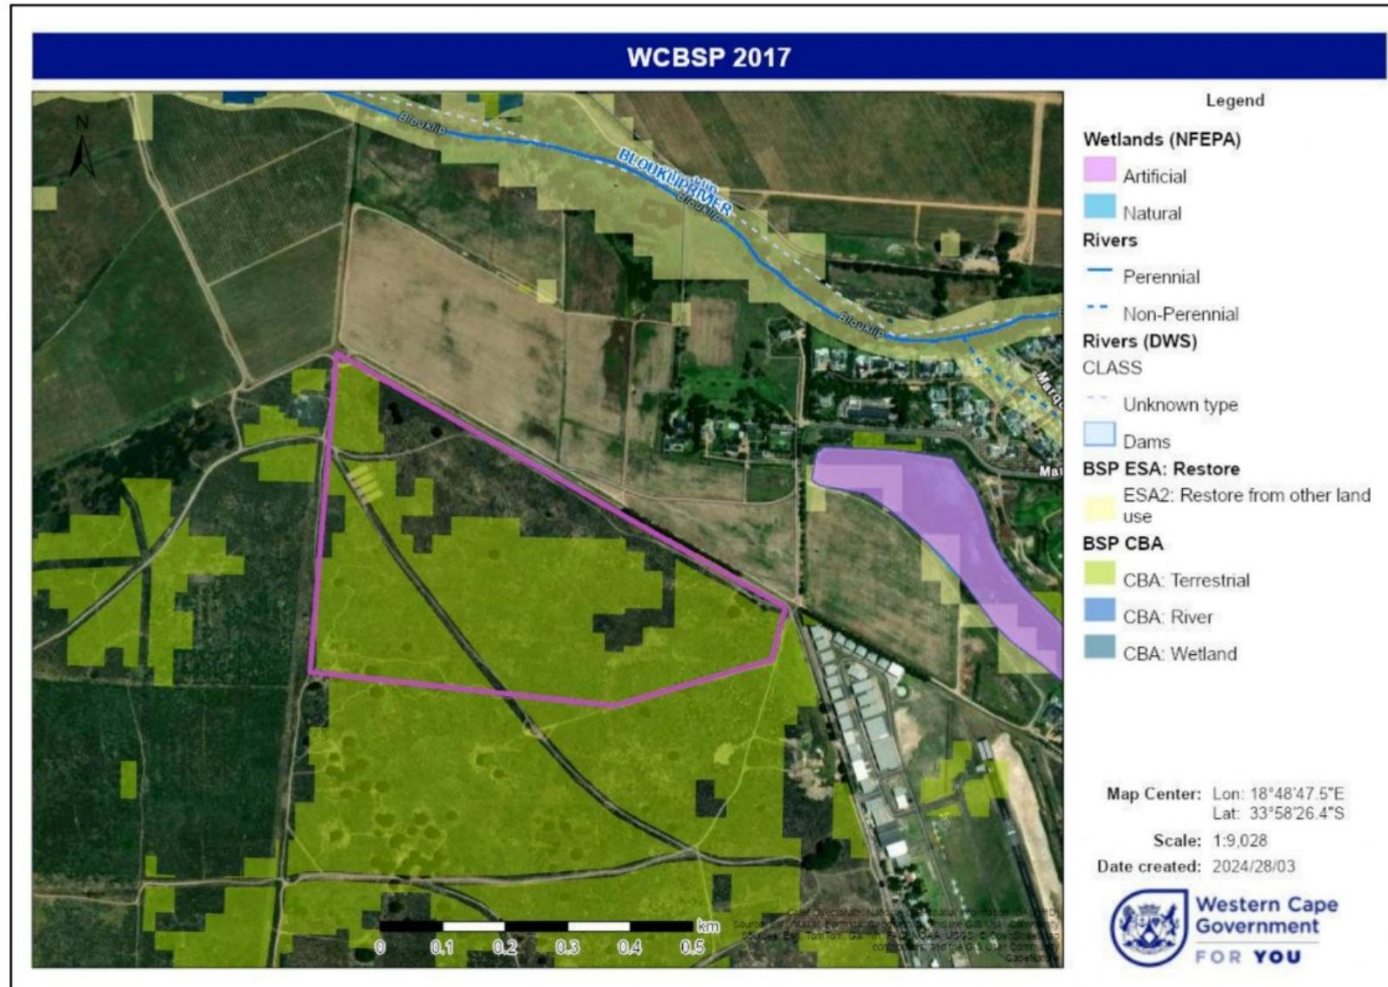 WCBSP 2017
N
Blouklip
BLOUKLIP RIVER
Blouklip
Blouklip
Legend
Wetlands (NFEPA)
Artificial
Natural
Rivers
Perennial
Non-Perennial
Rivers (DWS)
CLASS
Unknown type
Dams
BSP ESA: Restore
ESA2: Restore from other land
use
BSP CBA
CBA: Terrestrial
CBA: River
CBA: Wetland
Map Center: Lon: 18°48'47.5"E
Lat: 33°58'26.4"S
Scale: 1:9,028
Date created: 2024/28/03
km
0 0.1 0.2 0.3 0.4 0.5
Western Cape
Government
FOR YOU